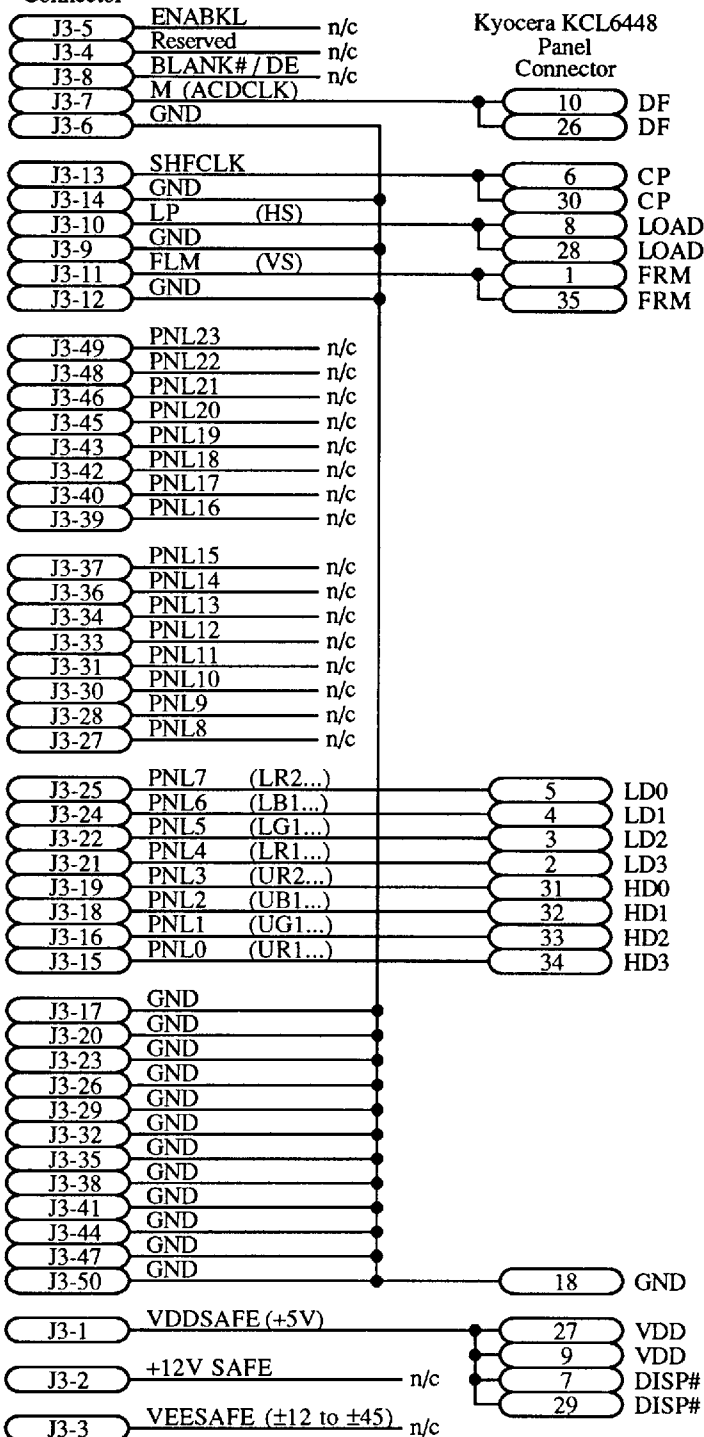 Connector
Kyocera KCL6448
Panel
Connector
J3-5 ENABKL n/c
J3-4 Reserved n/c
J3-8 BLANK# / DE n/c
J3-7 M (ACDCLK) 10 DF
26 DF
J3-6 GND
J3-13 SHFCLK 6 CP
30 CP
J3-14 GND
J3-10 LP (HS) 8 LOAD
28 LOAD
J3-9 GND
J3-11 FLM (VS) 1 FRM
35 FRM
J3-12 GND
J3-49 PNL23 n/c
J3-48 PNL22 n/c
J3-46 PNL21 n/c
J3-45 PNL20 n/c
J3-43 PNL19 n/c
J3-42 PNL18 n/c
J3-40 PNL17 n/c
J3-39 PNL16 n/c
J3-37 PNL15 n/c
J3-36 PNL14 n/c
J3-34 PNL13 n/c
J3-33 PNL12 n/c
J3-31 PNL11 n/c
J3-30 PNL10 n/c
J3-28 PNL9 n/c
J3-27 PNL8 n/c
J3-25 PNL7 (LR2...) 5 LD0
J3-24 PNL6 (LB1...) 4 LD1
J3-22 PNL5 (LG1...) 3 LD2
J3-21 PNL4 (LR1...) 2 LD3
J3-19 PNL3 (UR2...) 31 HD0
J3-18 PNL2 (UB1...) 32 HD1
J3-16 PNL1 (UG1...) 33 HD2
J3-15 PNL0 (UR1...) 34 HD3
J3-17 GND
J3-20 GND
J3-23 GND
J3-26 GND
J3-29 GND
J3-32 GND
J3-35 GND
J3-38 GND
J3-41 GND
J3-44 GND
J3-47 GND
J3-50 GND 18 GND
J3-1 VDDSAFE (+5V) 27 VDD
9 VDD
J3-2 +12V SAFE n/c 7 DISP#
29 DISP#
J3-3 VEESAFE (±12 to ±45) n/c